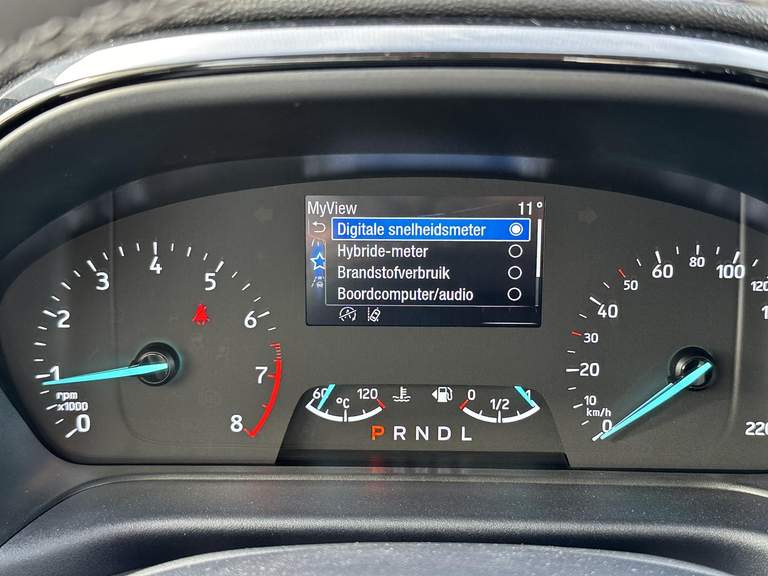 MyView 11°
Digitale snelheidsmeter
Hybride-meter
Brandstofverbruik
Boordcomputer/audio
0 1 2 3 4 5 6 7 8
rpm
x1000
60 °C 120
0 1/2 1
P R N D L
0 10 20 30 40 50 60 80 100
km/h
220